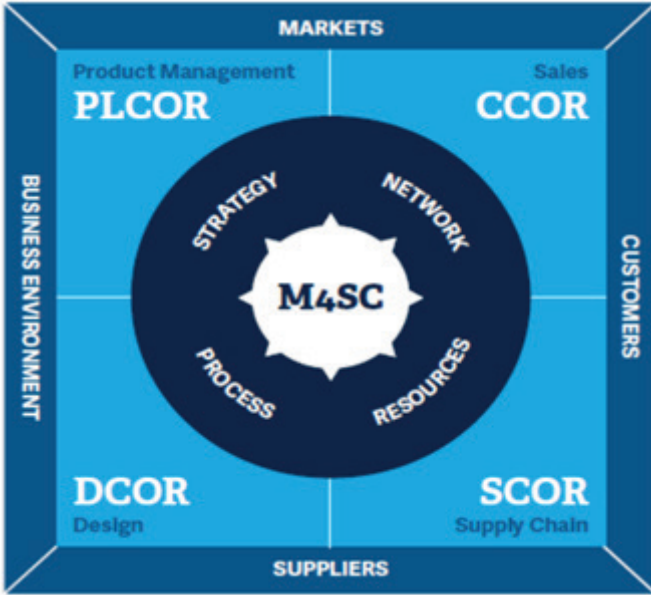 MARKETS
Product Management
PLCOR
Sales
CCOR
BUSINESS ENVIRONMENT
STRATEGY
NETWORK
M4SC
PROCESS
RESOURCES
CUSTOMERS
DCOR
Design
SCOR
Supply Chain
SUPPLIERS